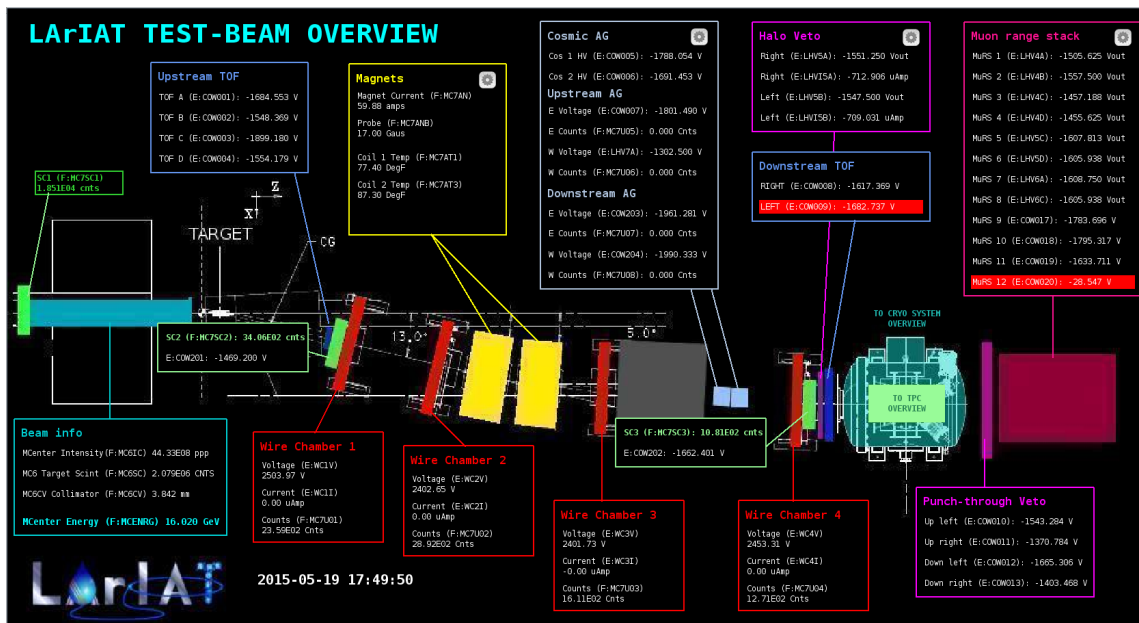 LArIAT TEST-BEAM OVERVIEW
Upstream TOF
TOF A (E:COW001): -1684.553 V
TOF B (E:COW002): -1548.369 V
TOF C (E:COW003): -1899.180 V
TOF D (E:COW004): -1554.179 V
Magnets
Magnet Current (F:MC7AN)
59.88 amps
Probe (F:MC7ANB)
17.00 Gaus
Coil 1 Temp (F:MC7AT1)
77.40 DegF
Coil 2 Temp (F:MC7AT3)
87.30 DegF
Cosmic AG
Cos 1 HV (E:COW005): -1788.054 V
Cos 2 HV (E:COW006): -1691.453 V
Upstream AG
E Voltage (E:COW007): -1801.490 V
E Counts (F:MC7U05): 0.000 Cnts
W Voltage (E:LHV7A): -1302.500 V
W Counts (F:MC7U06): 0.000 Cnts
Downstream AG
E Voltage (E:COW203): -1961.281 V
E Counts (F:MC7U07): 0.000 Cnts
W Voltage (E:COW204): -1990.333 V
W Counts (F:MC7U08): 0.000 Cnts
Halo Veto
Right (E:LHV5A): -1551.250 Vout
Right (E:LHVI5A): -712.906 uAmp
Left (E:LHV5B): -1547.500 Vout
Left (E:LHVI5B): -709.031 uAmp
Downstream TOF
RIGHT (E:COW008): -1617.369 V
LEFT (E:COW009): -1682.737 V
Muon range stack
MuRS 1 (E:LHV4A): -1505.625 Vout
MuRS 2 (E:LHV4B): -1557.500 Vout
MuRS 3 (E:LHV4C): -1457.188 Vout
MuRS 4 (E:LHV4D): -1455.625 Vout
MuRS 5 (E:LHV5C): -1607.813 Vout
MuRS 6 (E:LHV5D): -1605.938 Vout
MuRS 7 (E:LHV6A): -1608.750 Vout
MuRS 8 (E:LHV6C): -1605.938 Vout
MuRS 9 (E:COW017): -1783.696 V
MuRS 10 (E:COW018): -1795.317 V
MuRS 11 (E:COW019): -1633.711 V
MuRS 12 (E:COW020): -28.547 V
SC1 (F:MC7SC1)
1.851E04 cnts
Z
X
TARGET
CG
13.0°
5.0°
SC2 (F:MC7SC2): 34.06E02 cnts
E:COW201: -1469.200 V
TO CRYO SYSTEM
OVERVIEW
TO TPC
OVERVIEW
SC3 (F:MC7SC3): 10.81E02 cnts
E:COW202: -1662.401 V
Beam info
MCenter Intensity(F:MC6IC) 44.33E08 ppp
MC6 Target Scint (F:MC6SC) 2.079E06 CNTS
MC6CV Collimator (F:MC6CV) 3.842 mm
MCenter Energy (F:MCENRG) 16.020 GeV
Wire Chamber 1
Voltage (E:WC1V)
2503.97 V
Current (E:WC1I)
0.00 uAmp
Counts (F:MC7U01)
23.59E02 Cnts
Wire Chamber 2
Voltage (E:WC2V)
2402.65 V
Current (E:WC2I)
0.00 uAmp
Counts (F:MC7U02)
28.92E02 Cnts
Wire Chamber 3
Voltage (E:WC3V)
2401.73 V
Current (E:WC3I)
-0.00 uAmp
Counts (F:MC7U03)
16.11E02 Cnts
Wire Chamber 4
Voltage (E:WC4V)
2453.31 V
Current (E:WC4I)
0.00 uAmp
Counts (F:MC7U04)
12.71E02 Cnts
Punch-through Veto
Up left (E:COW010): -1543.284 V
Up right (E:COW011): -1370.784 V
Down left (E:COW012): -1665.306 V
Down right (E:COW013): -1403.468 V
LArIAT
2015-05-19 17:49:50